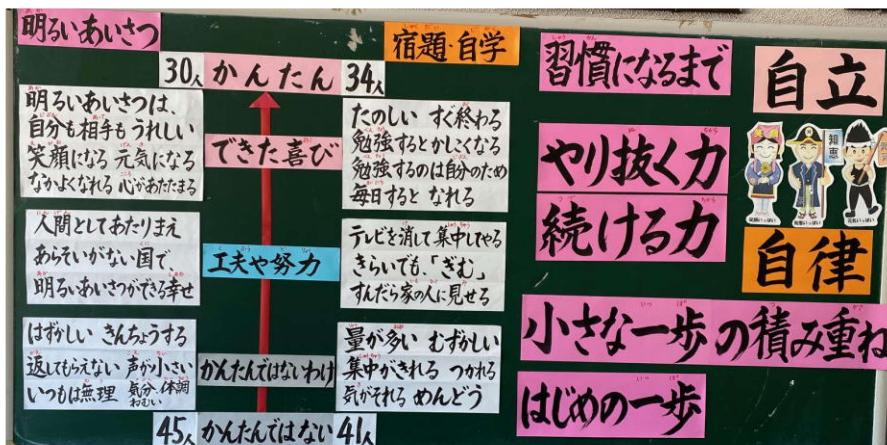 明るいあいさつ
宿題・自学
30人 かんたん 34人
明るいあいさつは、
自分も相手もうれしい
笑顔になる 元気になる
なかよくなれる 心があたたまる
できた喜び
たのしい すぐ終わる
勉強するとかしこくなる
勉強するのは自分のため
毎日すると なれる
人間としてあたりまえ
あらそいがない国で、
明るいあいさつができる幸せ
工夫や努力
テレビを消して集中してやる
きらいでも、「ぎむ」
すんだら家の人に見せる
はずかしい きんちょうする
返してもらえない 声が小さい
いつもは無理 気分・体調
ねむい
かんたんではないわけ
量が多い むずかしい
集中がきれる つかれる
気がそれる めんどう
45人 かんたんではない 41人
習慣になるまで
自立
やり抜く力
続ける力
知恵
自律
小さな一歩の積み重ね
はじめの一歩